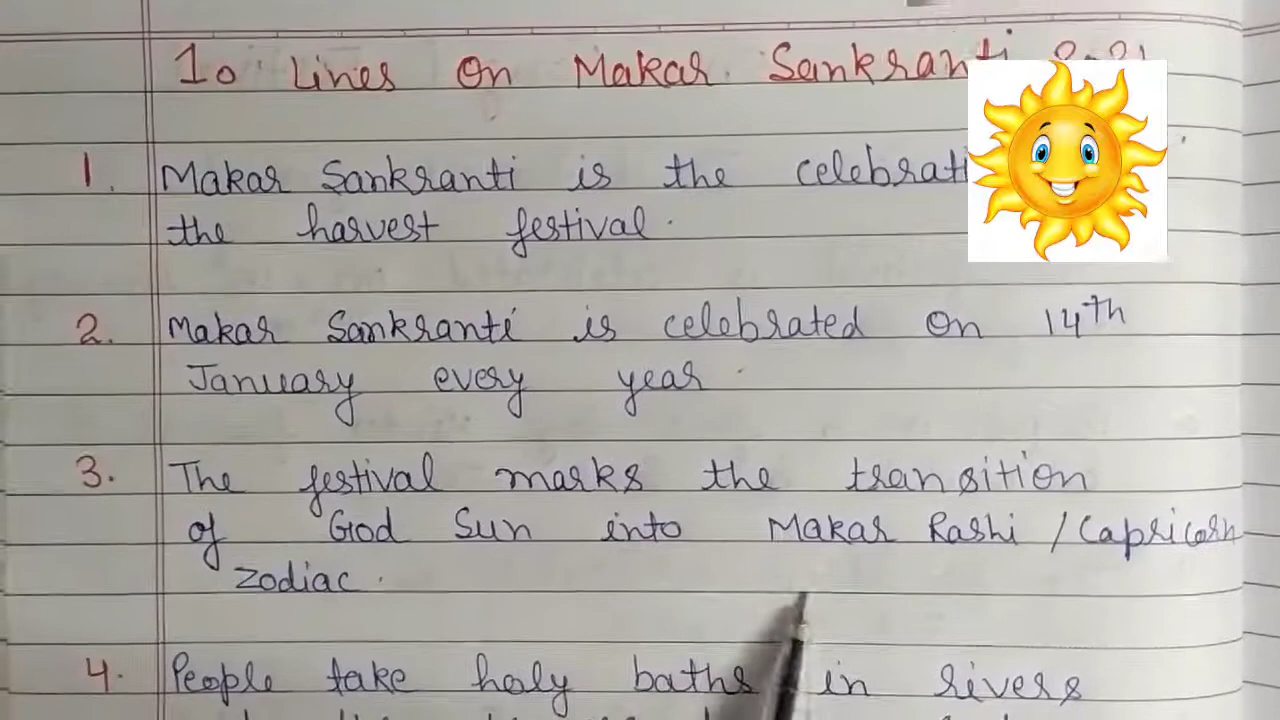 10 Lines On Makar Sankranti
1. Makar Sankranti is the
the harvest festival.
2. Makar Sankranti is celebrated on 14th
January every year.
3. The festival marks the transition
of God Sun into Makar Rashi / Capricorn
zodiac.
4. People take holy baths in rivers